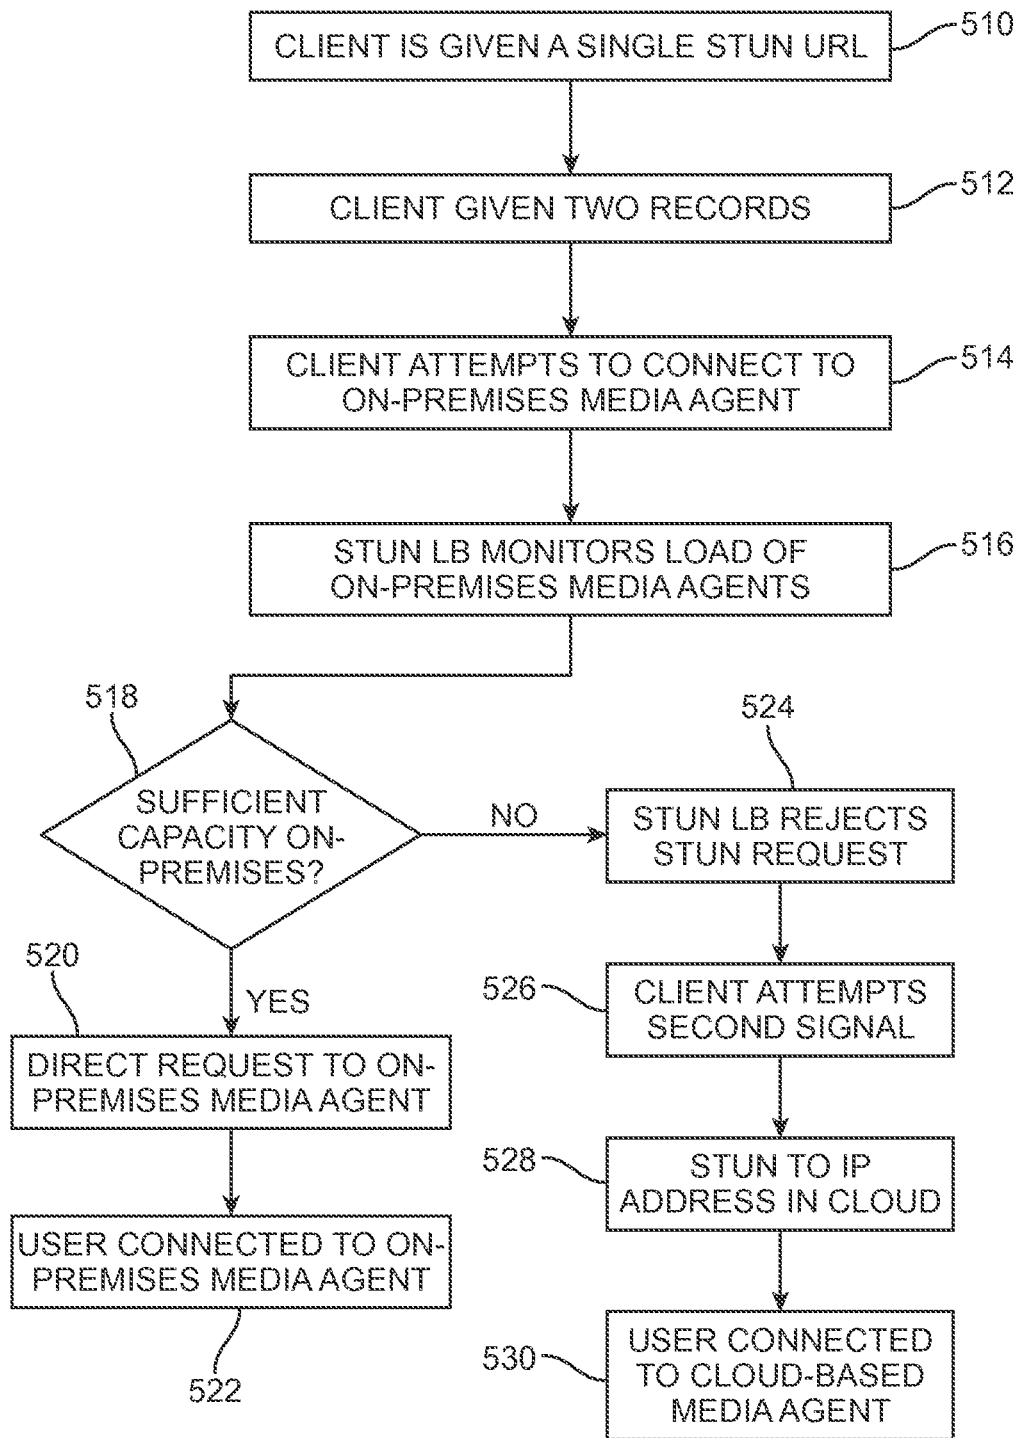 CLIENT IS GIVEN A SINGLE STUN URL
510
CLIENT GIVEN TWO RECORDS
512
CLIENT ATTEMPTS TO CONNECT TO
ON-PREMISES MEDIA AGENT
514
STUN LB MONITORS LOAD OF
ON-PREMISES MEDIA AGENTS
516
518
SUFFICIENT
CAPACITY ON-
PREMISES?
NO
524
STUN LB REJECTS
STUN REQUEST
520
YES
DIRECT REQUEST TO ON-
PREMISES MEDIA AGENT
526
CLIENT ATTEMPTS
SECOND SIGNAL
USER CONNECTED TO ON-
PREMISES MEDIA AGENT
522
528
STUN TO IP
ADDRESS IN CLOUD
530
USER CONNECTED
TO CLOUD-BASED
MEDIA AGENT